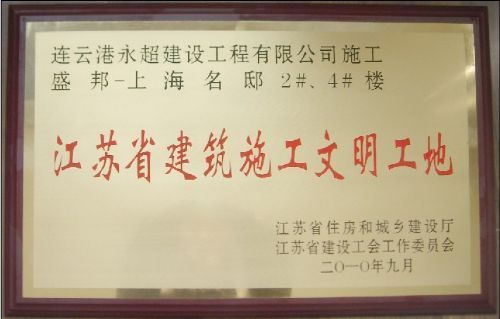 连云港永超建设工程有限公司施工
盛邦-上海名邸2#、4#楼
江苏省建筑施工文明工地
江苏省住房和城乡建设厅
江苏省建设工会工作委员会
二〇一〇年九月